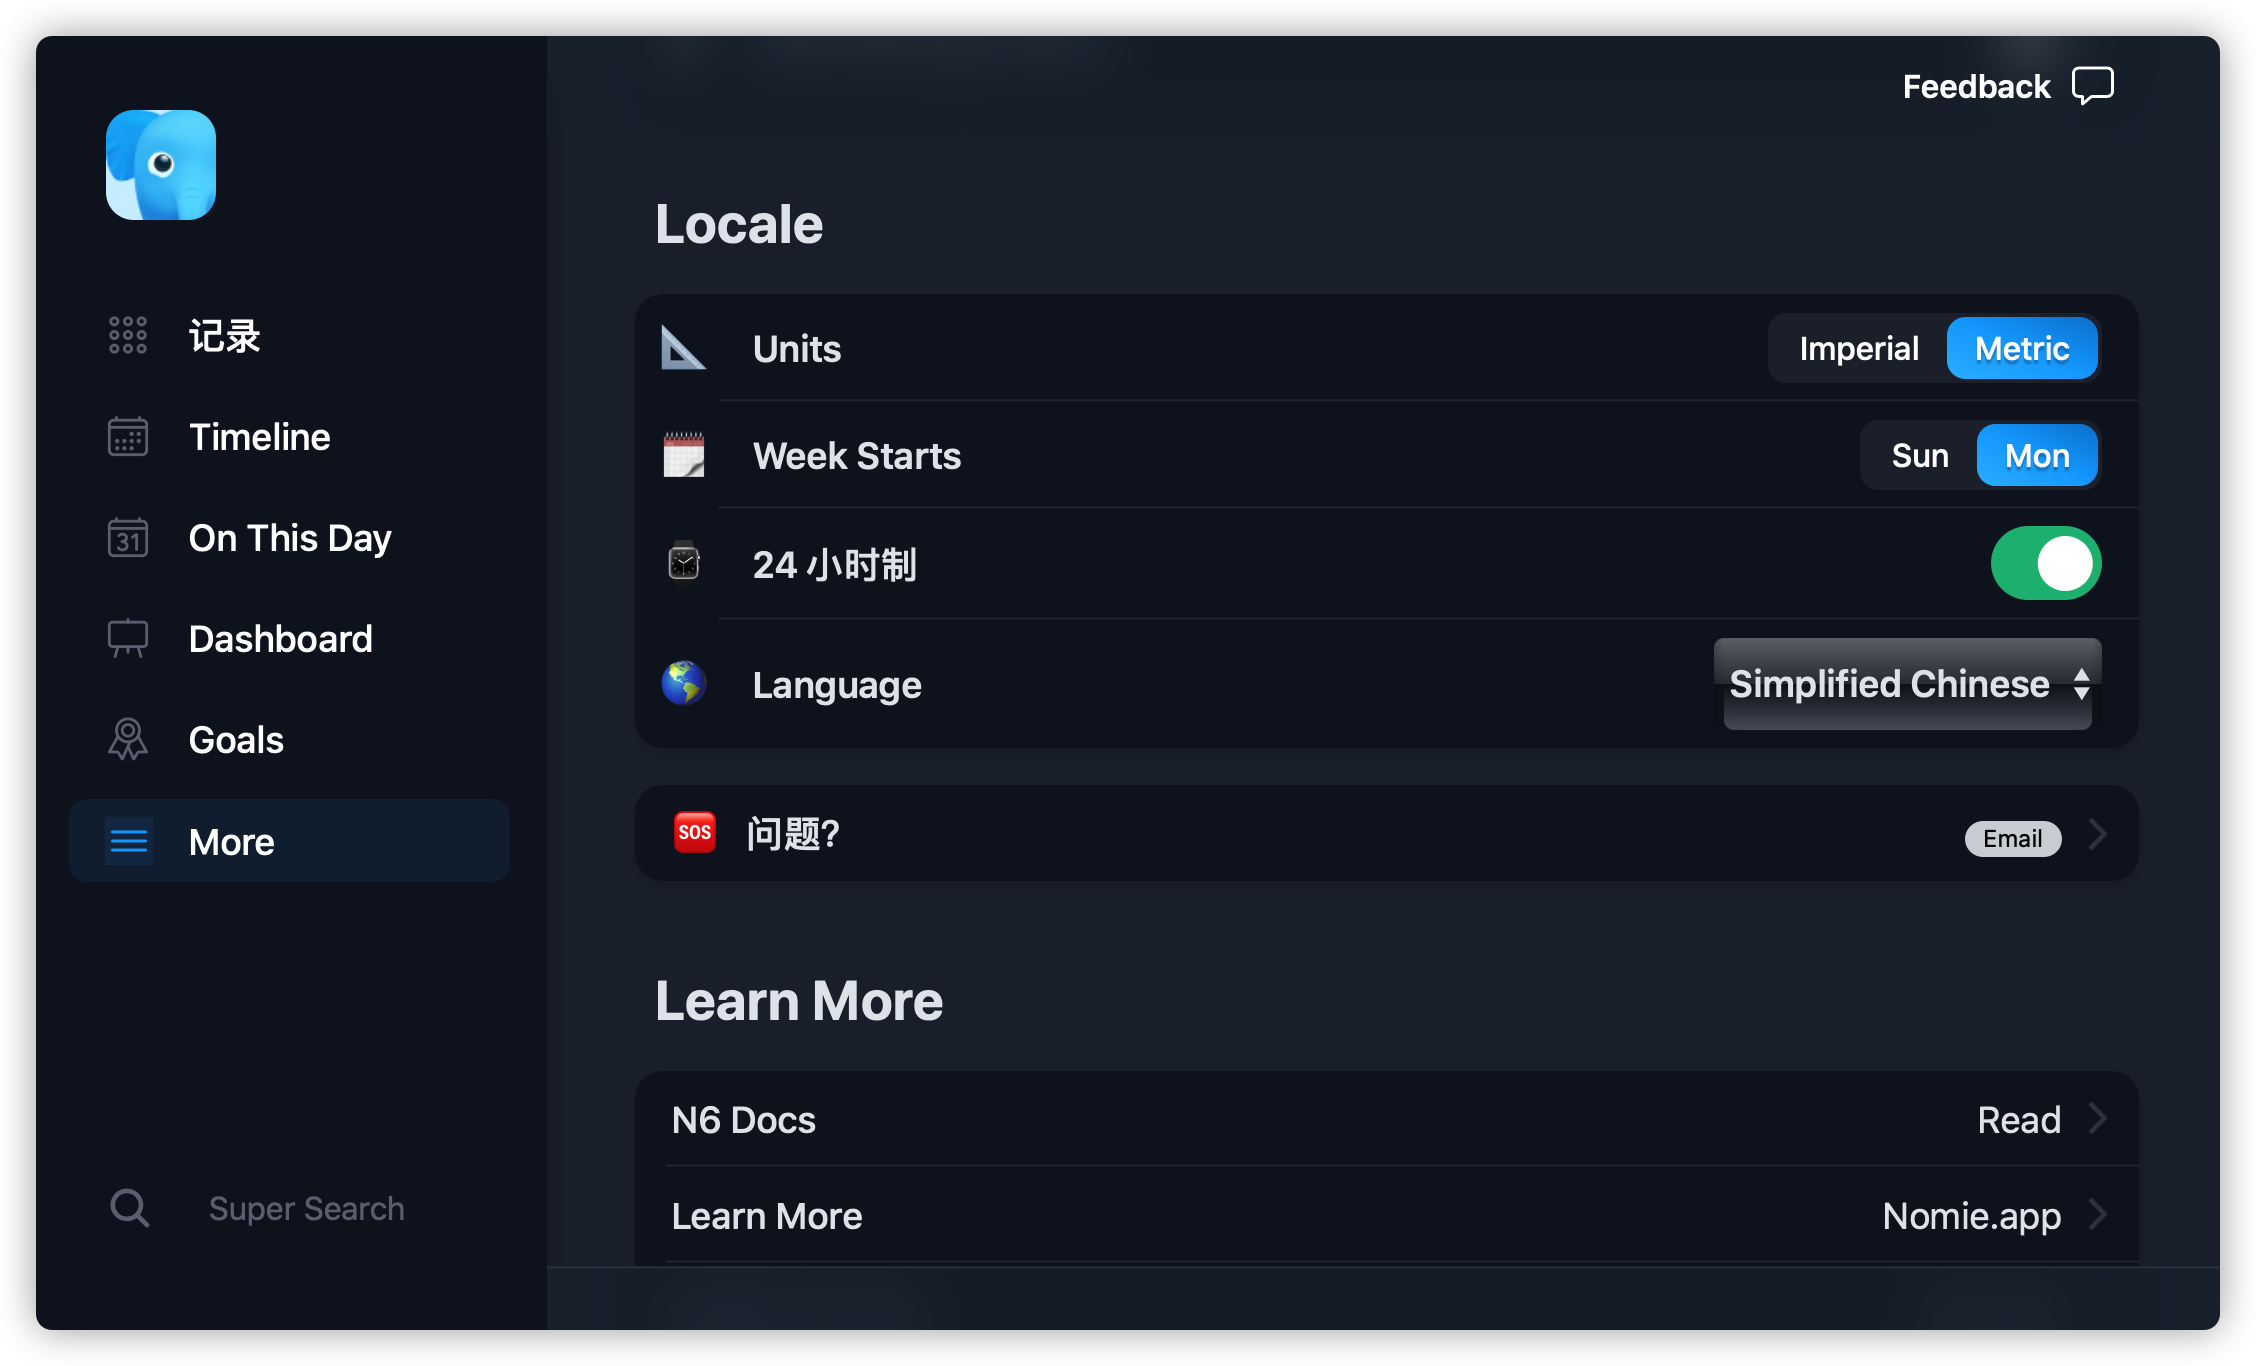 Feedback
记录
Timeline
31
On This Day
Dashboard
Goals
More
Super Search
Locale
Units
Imperial Metric
Week Starts
Sun Mon
24 小时制
Language
Simplified Chinese
SOS 问题?
Email
Learn More
N6 Docs
Read
Learn More
Nomie.app